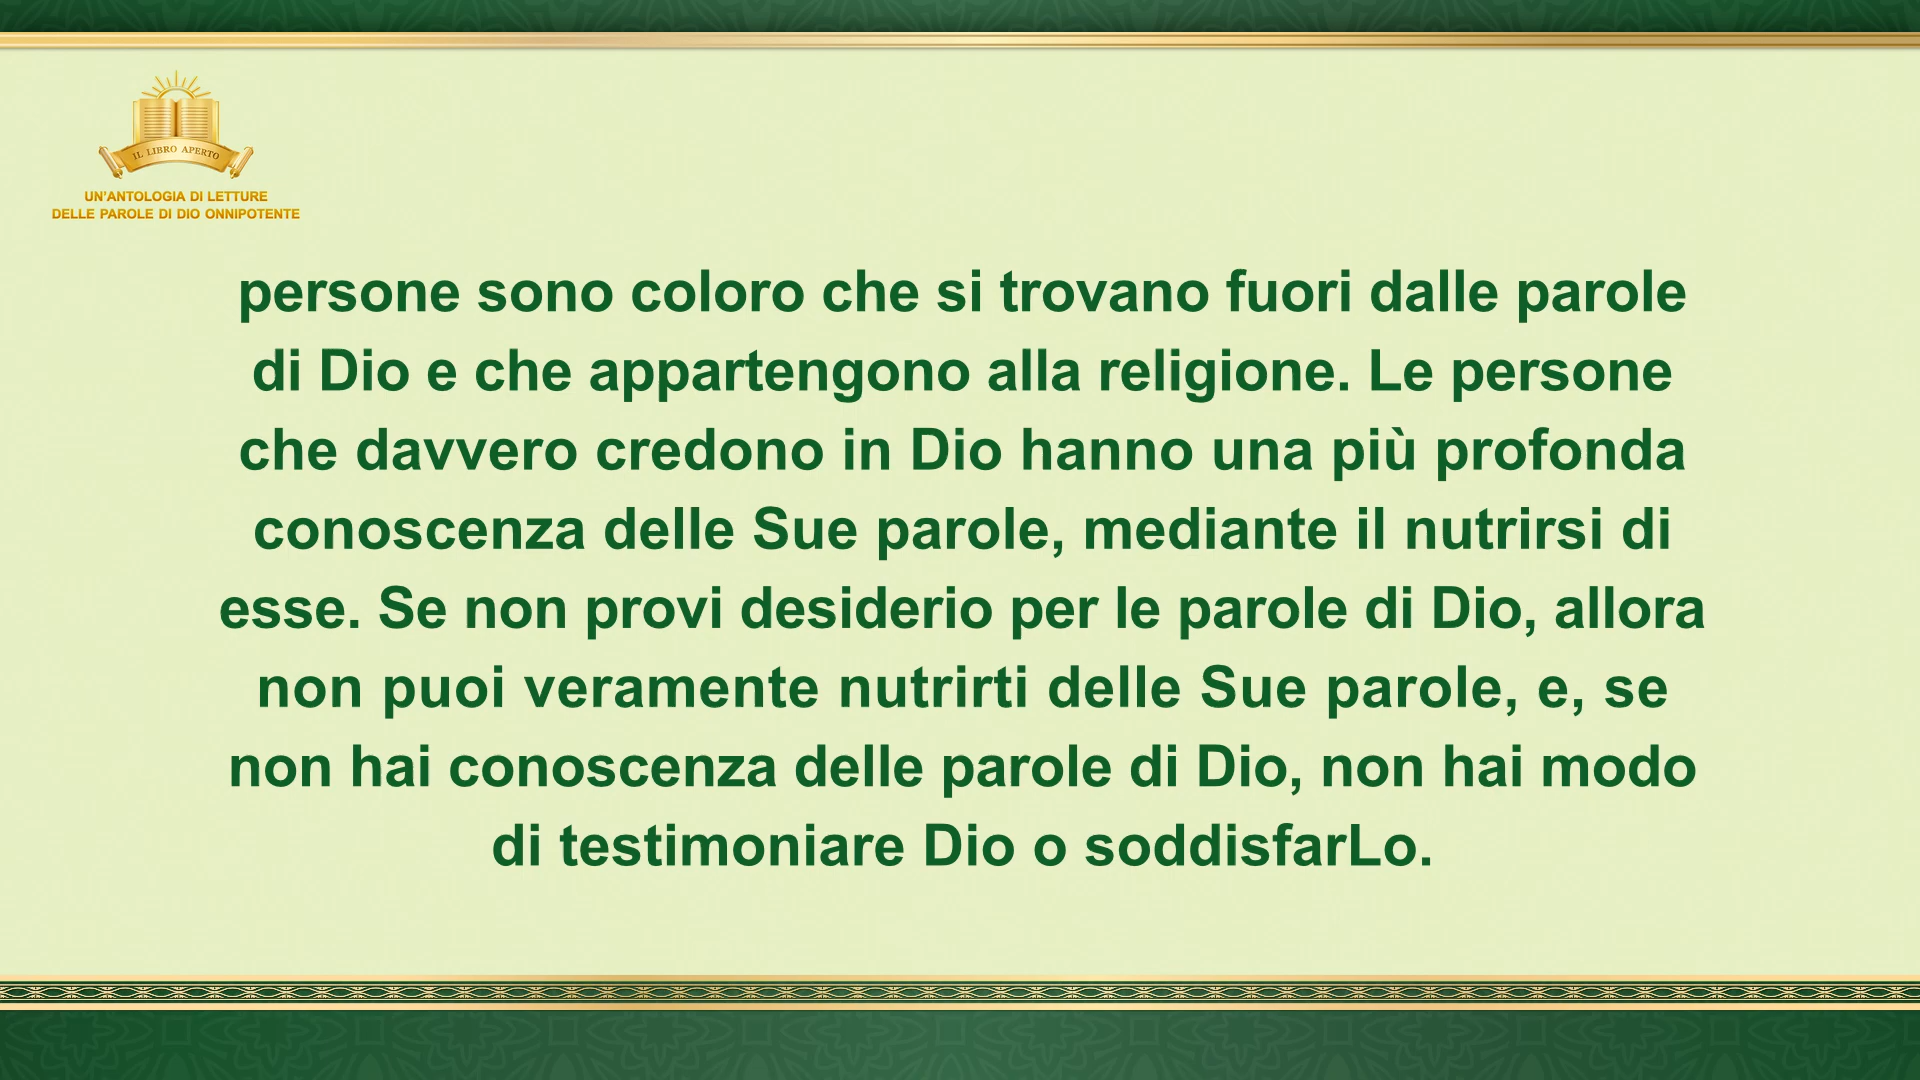 IL LIBRO APERTO
UN'ANTOLOGIA DI LETTURE
DELLE PAROLE DI DIO ONNIPOTENTE
persone sono coloro che si trovano fuori dalle parole
di Dio e che appartengono alla religione. Le persone
che davvero credono in Dio hanno una più profonda
conoscenza delle Sue parole, mediante il nutrirsi di
esse. Se non provi desiderio per le parole di Dio, allora
non puoi veramente nutrirti delle Sue parole, e, se
non hai conoscenza delle parole di Dio, non hai modo
di testimoniare Dio o soddisfarLo.